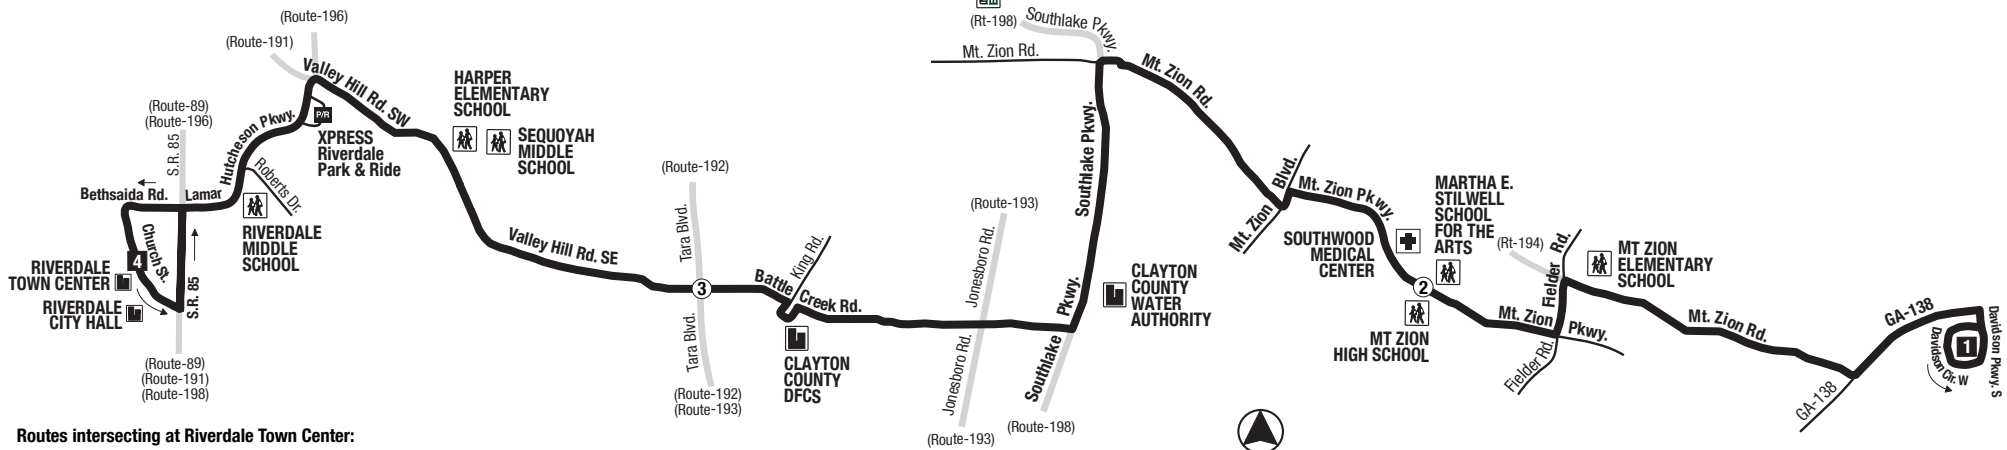 (Route-196)
(Route-191)
Valley Hill Rd. SW
(Route-89)
(Route-196)
S.R. 85
Hutcheson Pkwy.
P/R
XPRESS
Riverdale
Park & Ride
HARPER
ELEMENTARY
SCHOOL
SEQUOYAH
MIDDLE
SCHOOL
Bethsaida Rd.
Lamar
Roberts Dr.
RIVERDALE
MIDDLE
SCHOOL
Church St.
4
RIVERDALE
TOWN CENTER
RIVERDALE
CITY HALL
S.R. 85
(Route-89)
(Route-191)
(Route-198)
Valley Hill Rd. SE
(Route-192)
Tara Blvd.
3
Tara Blvd.
(Route-192)
(Route-193)
Battle
Creek Rd.
King Rd.
CLAYTON
COUNTY
DFCS
(Route-193)
Jonesboro Rd.
Jonesboro Rd.
(Route-193)
(Rt-198)
Southlake Pkwy.
Mt. Zion Rd.
Mt. Zion Rd.
Southlake Pkwy.
Southlake
Pkwy.
(Route-198)
CLAYTON
COUNTY
WATER
AUTHORITY
Mt. Zion
Blvd.
Mt. Zion Pkwy.
SOUTHWOOD
MEDICAL
CENTER
MARTHA E.
STILWELL
SCHOOL
FOR THE
ARTS
2
MT ZION
HIGH SCHOOL
(Rt-194)
Fielder Rd.
MT ZION
ELEMENTARY
SCHOOL
Mt. Zion
Pkwy.
Fielder Rd.
Mt. Zion Rd.
GA-138
GA-138
Davidson Pkwy. S
Davidson Cir. W
1
Routes intersecting at Riverdale Town Center: